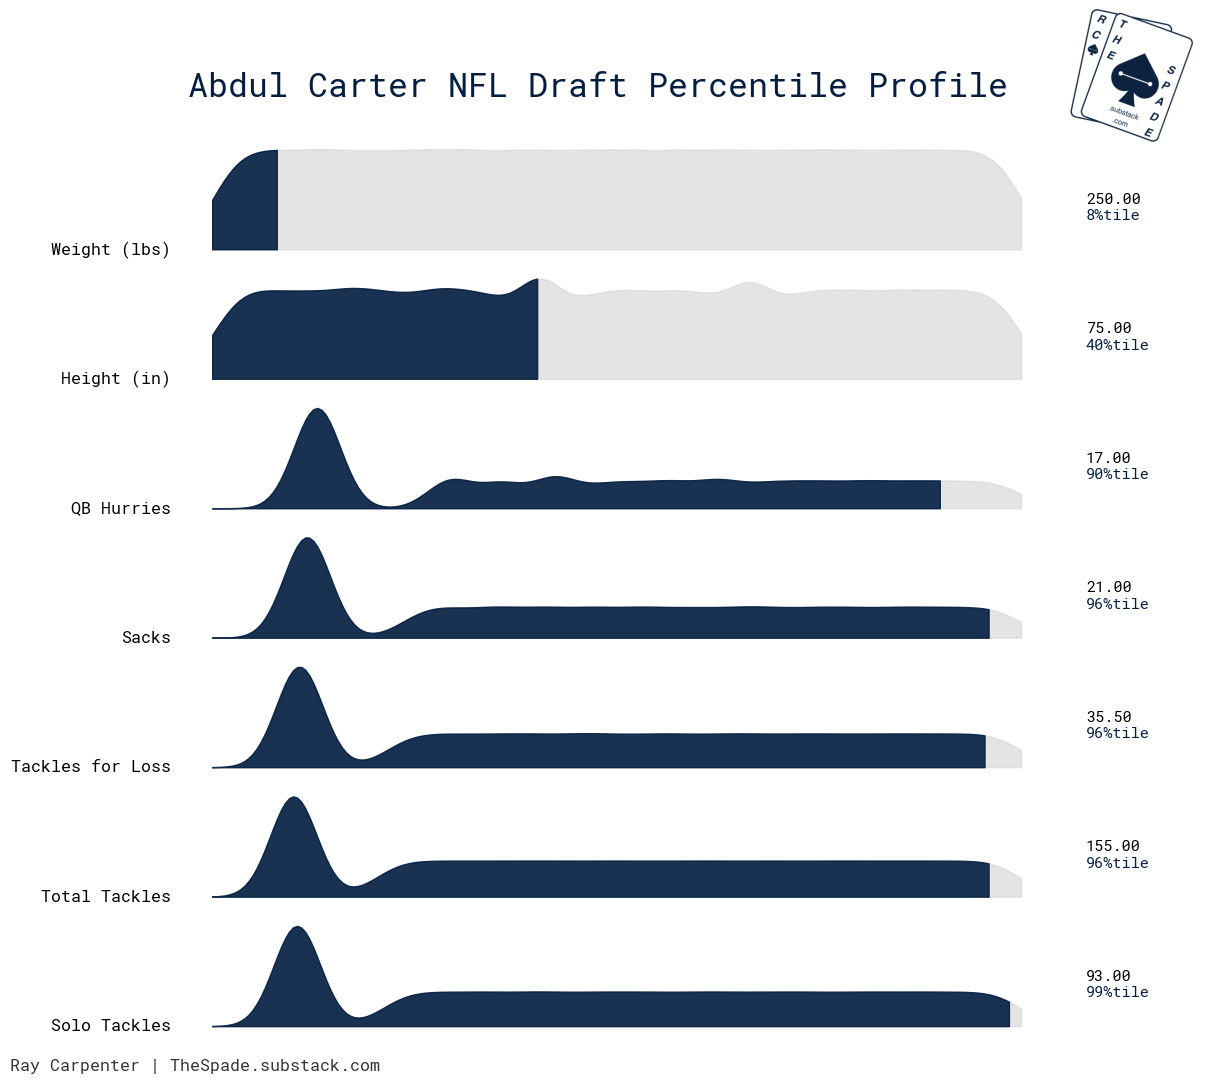 RC
THE
SPADE
.substack
.com
Abdul Carter NFL Draft Percentile Profile
Weight (lbs)
250.00
8%tile
Height (in)
75.00
40%tile
QB Hurries
17.00
90%tile
Sacks
21.00
96%tile
Tackles for Loss
35.50
96%tile
Total Tackles
155.00
96%tile
Solo Tackles
93.00
99%tile
Ray Carpenter | TheSpade.substack.com